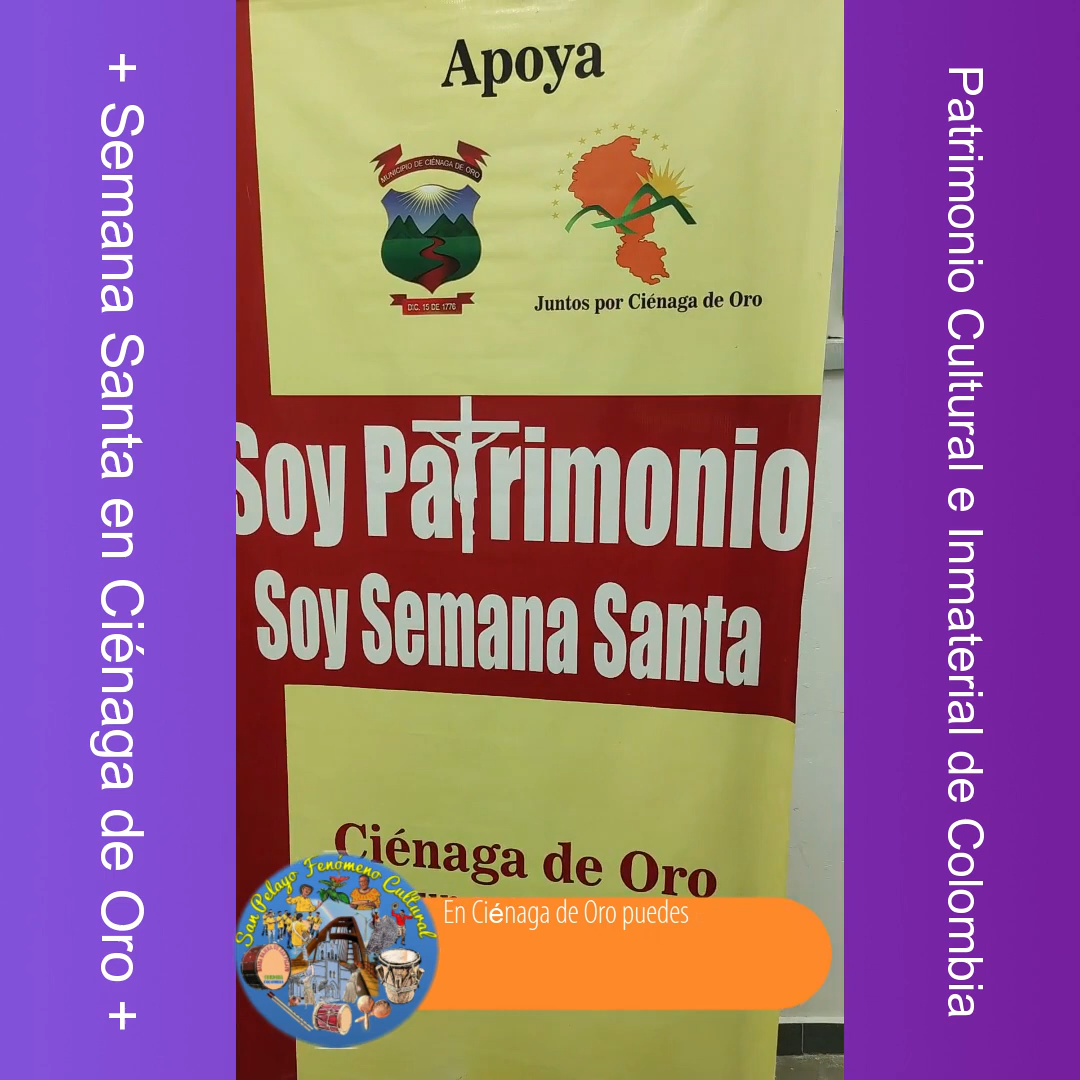 + Semana Santa en Ciénaga de Oro +
Apoya
MUNICIPIO DE CIÉNAGA DE ORO
DIC. 15 DE 1776
Juntos por Ciénaga de Oro
Soy Patrimonio
Soy Semana Santa
Ciénaga de Oro
San Pelayo Fenómeno Cultural
En Ciénaga de Oro puedes
Patrimonio Cultural e Inmaterial de Colombia